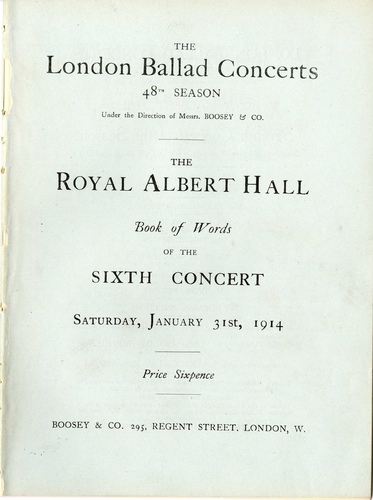 THE
London Ballad Concerts
48TH SEASON
Under the Direction of Messrs. BOOSEY & CO.
THE
ROYAL ALBERT HALL
Book of Words
OF THE
SIXTH CONCERT
SATURDAY, JANUARY 31st, 1914
Price Sixpence
BOOSEY & CO. 295, REGENT STREET, LONDON, W.